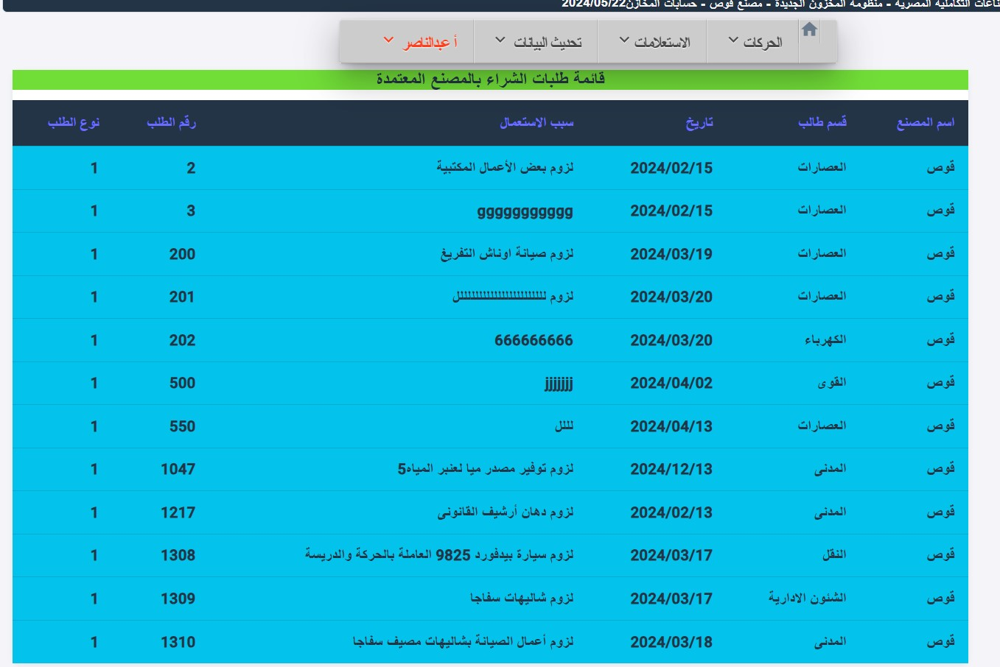 ناعات التكاملية المصرية - منظومة المخزون الجديدة - مصنع قوص - حسابات المخازن2024/05/22
الحركات الاستعلامات تحديث البيانات أ عبدالناصر
قائمة طلبات الشراء بالمصنع المعتمدة
اسم المصنع قسم طالب تاريخ سبب الاستعمال رقم الطلب نوع الطلب
قوص العصارات 2024/02/15 لزوم بعض الأعمال المكتبية 2 1
قوص العصارات 2024/02/15 ggggggggggg 3 1
قوص العصارات 2024/03/19 لزوم صيانة اوناش التفريغ 200 1
قوص العصارات 2024/03/20 لزوم لللللللللللللللللللللللل 201 1
قوص الكهرباء 2024/03/20 666666666 202 1
قوص القوى 2024/04/02 jjjjjjj 500 1
قوص العصارات 2024/04/13 لللل 550 1
قوص المدنى 2024/12/13 لزوم توفير مصدر ميا لعنبر المياه5 1047 1
قوص المدنى 2024/02/13 لزوم دهان أرشيف القانونى 1217 1
قوص النقل 2024/03/17 لزوم سيارة بيدفورد 9825 العاملة بالحركة والدريسة 1308 1
قوص الشئون الادارية 2024/03/17 لزوم شاليهات سفاجا 1309 1
قوص المدنى 2024/03/18 لزوم أعمال الصيانة بشاليهات مصيف سفاجا 1310 1